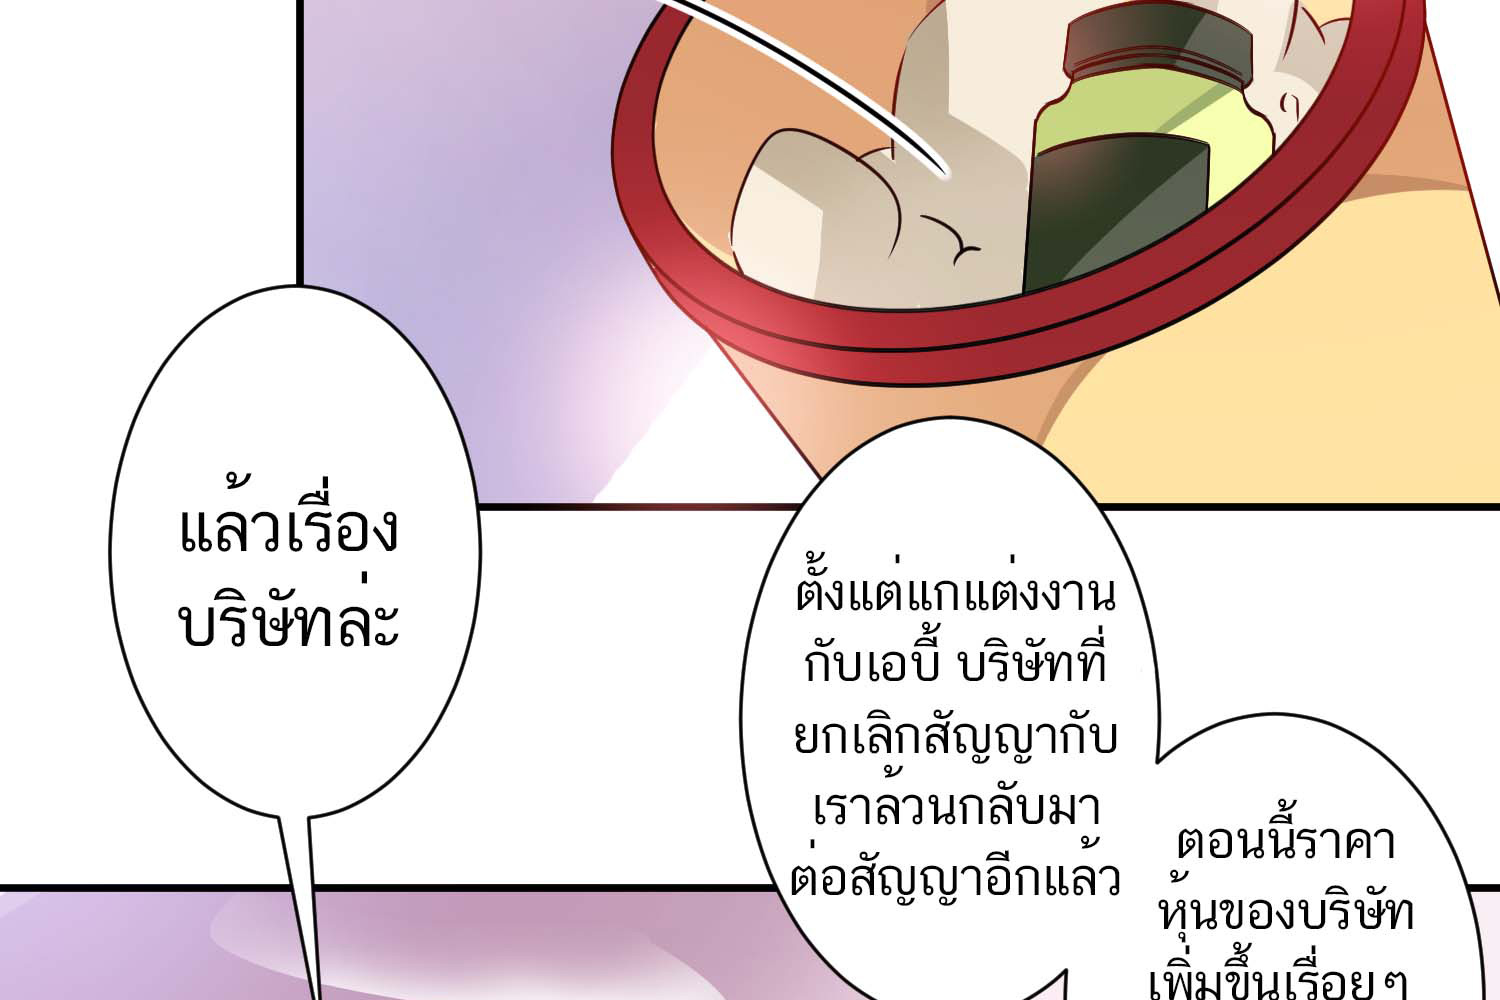 แล้วเรื่อง
บริษัทล่ะ
ตั้งแต่แกแต่งงาน
กับเอบี้ บริษัทที่
ยกเลิกสัญญากับ
เราล้วนกลับมา
ต่อสัญญาอีกแล้ว
ตอนนี้ราคา
หุ้นของบริษัท
เพิ่มขึ้นเรื่อยๆ